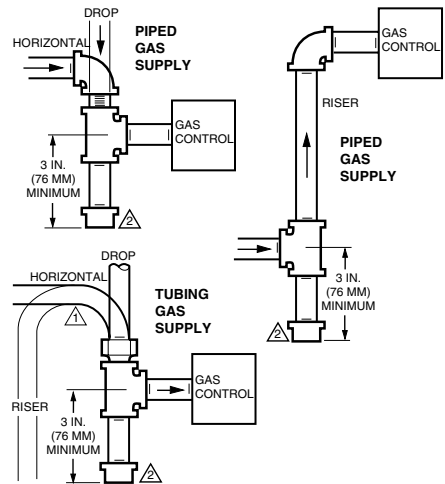 DROP
PIPED
GAS
SUPPLY
HORIZONTAL
GAS
CONTROL
3 IN.
(76 MM)
MINIMUM
2
GAS
CONTROL
RISER
PIPED
GAS
SUPPLY
3 IN.
(76 MM)
MINIMUM
2
DROP
HORIZONTAL
TUBING
GAS
SUPPLY
1
GAS
CONTROL
RISER
3 IN.
(76 MM)
MINIMUM
2